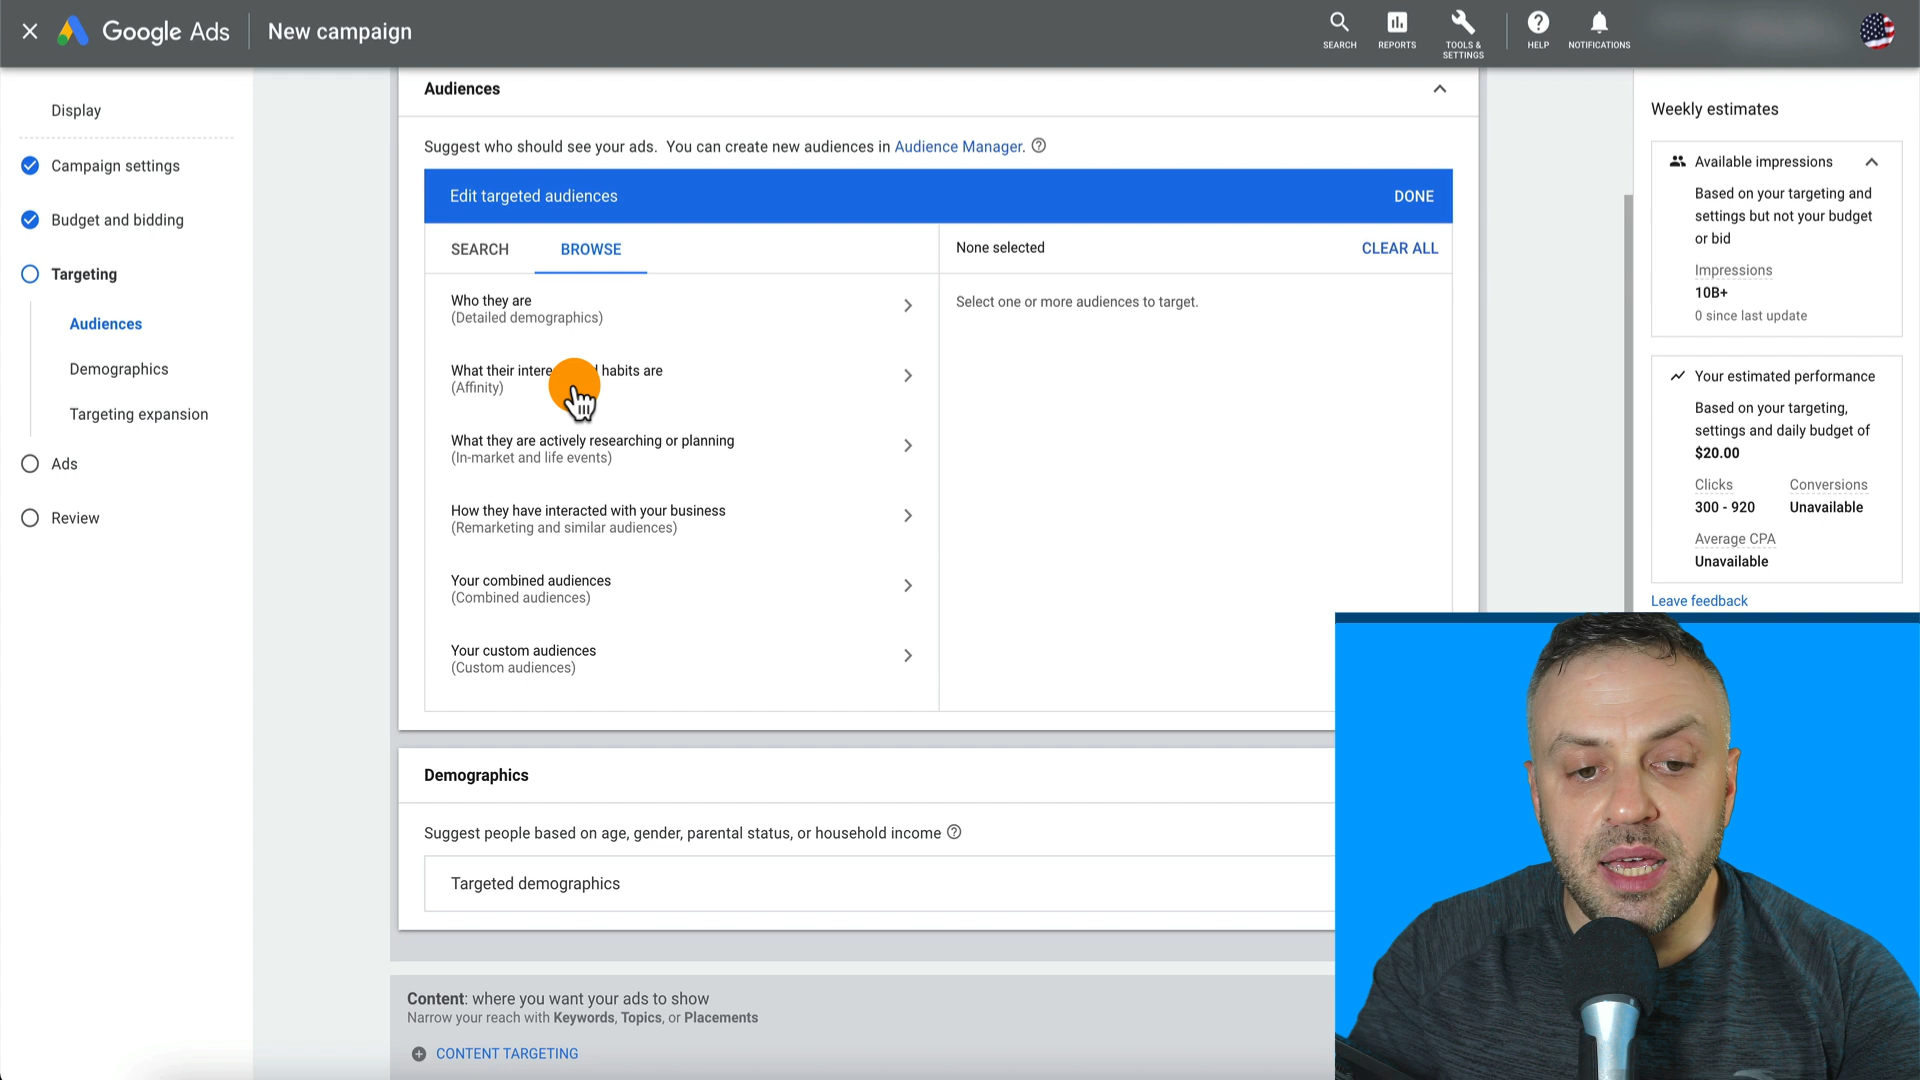 Google Ads
New campaign
SEARCH
REPORTS
TOOLS &
SETTINGS
HELP
NOTIFICATIONS
Display
Campaign settings
Budget and bidding
Targeting
Audiences
Demographics
Targeting expansion
Ads
Review
Audiences
Suggest who should see your ads. You can create new audiences in Audience Manager.
Edit targeted audiences
DONE
SEARCH
BROWSE
None selected
CLEAR ALL
Who they are
(Detailed demographics)
Select one or more audiences to target.
What their intere habits are
(Affinity)
What they are actively researching or planning
(In-market and life events)
How they have interacted with your business
(Remarketing and similar audiences)
Your combined audiences
(Combined audiences)
Your custom audiences
(Custom audiences)
Demographics
Suggest people based on age, gender, parental status, or household income
Targeted demographics
Content: where you want your ads to show
Narrow your reach with Keywords, Topics, or Placements
CONTENT TARGETING
Weekly estimates
Available impressions
Based on your targeting and
settings but not your budget
or bid
Impressions
10B+
0 since last update
Your estimated performance
Based on your targeting,
settings and daily budget of
$20.00
Clicks
Conversions
300 - 920
Unavailable
Average CPA
Unavailable
Leave feedback